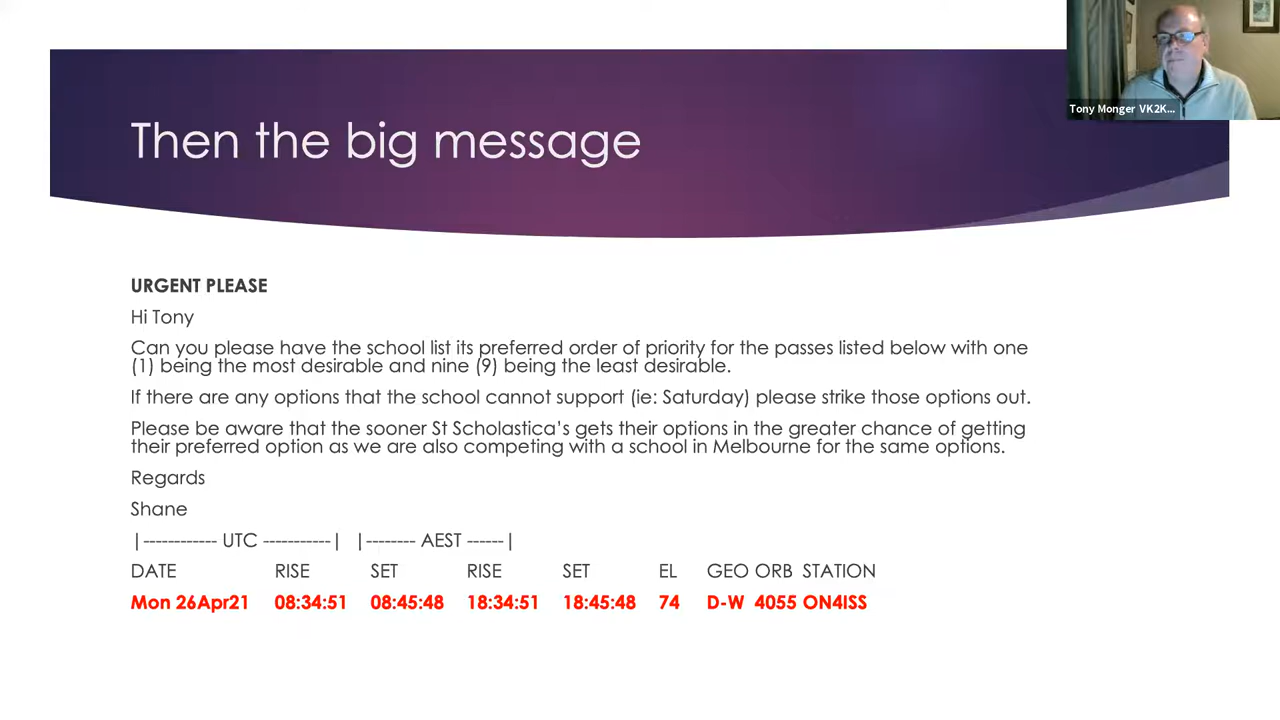 Tony Monger VK2K...
Then the big message
URGENT PLEASE
Hi Tony
Can you please have the school list its preferred order of priority for the passes listed below with one
(1) being the most desirable and nine (9) being the least desirable.
If there are any options that the school cannot support (ie: Saturday) please strike those options out.
Please be aware that the sooner St Scholastica's gets their options in the greater chance of getting
their preferred option as we are also competing with a school in Melbourne for the same options.
Regards
Shane
|------------ UTC -----------| |-------- AEST ------|
DATE RISE SET RISE SET EL GEO ORB STATION
Mon 26Apr21 08:34:51 08:45:48 18:34:51 18:45:48 74 D-W 4055 ON4ISS